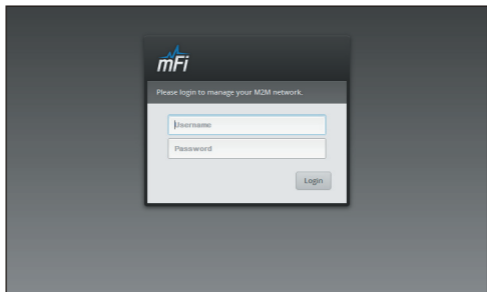 mFi
Please login to manage your M2M network.
Username
Password
Login